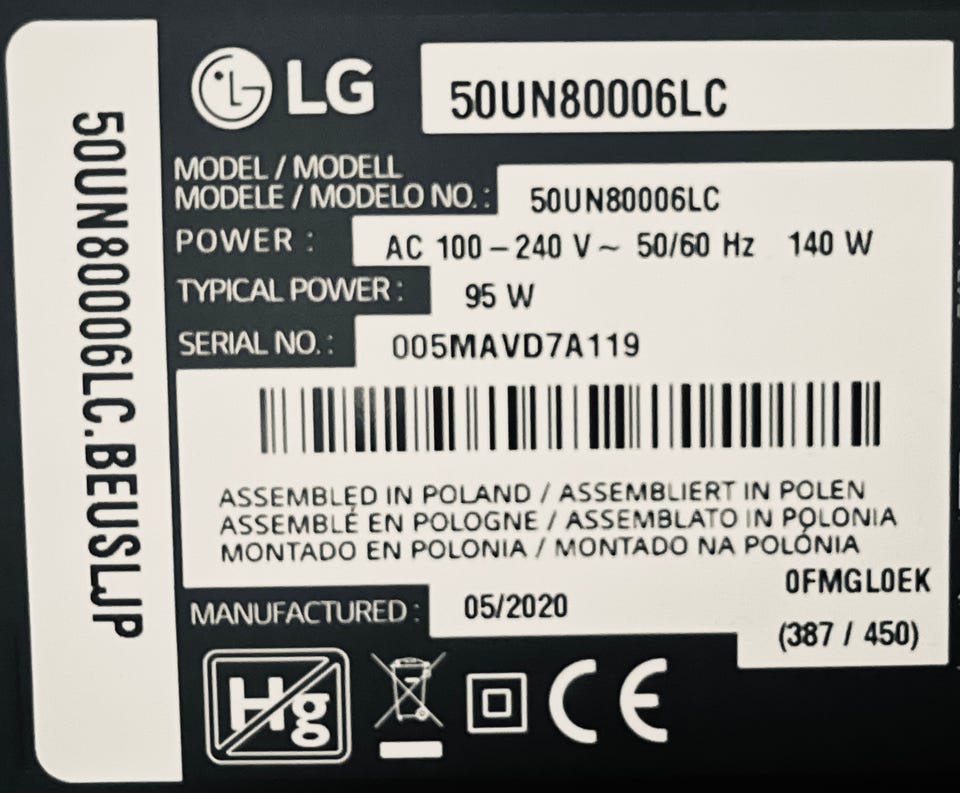 50UN80006LC.BEUSLJP
LG
50UN80006LC
MODEL / MODELL
MODELE / MODELO NO. : 50UN80006LC
POWER : AC 100 – 240 V ~ 50/60 Hz 140 W
TYPICAL POWER : 95 W
SERIAL NO. : 005MAVD7A119
ASSEMBLED IN POLAND / ASSEMBLIERT IN POLEN
ASSEMBLÉ EN POLOGNE / ASSEMBLATO IN POLONIA
MONTADO EN POLONIA / MONTADO NA POLÓNIA
0FMGL0EK
MANUFACTURED : 05/2020
(387 / 450)
Hg
CE